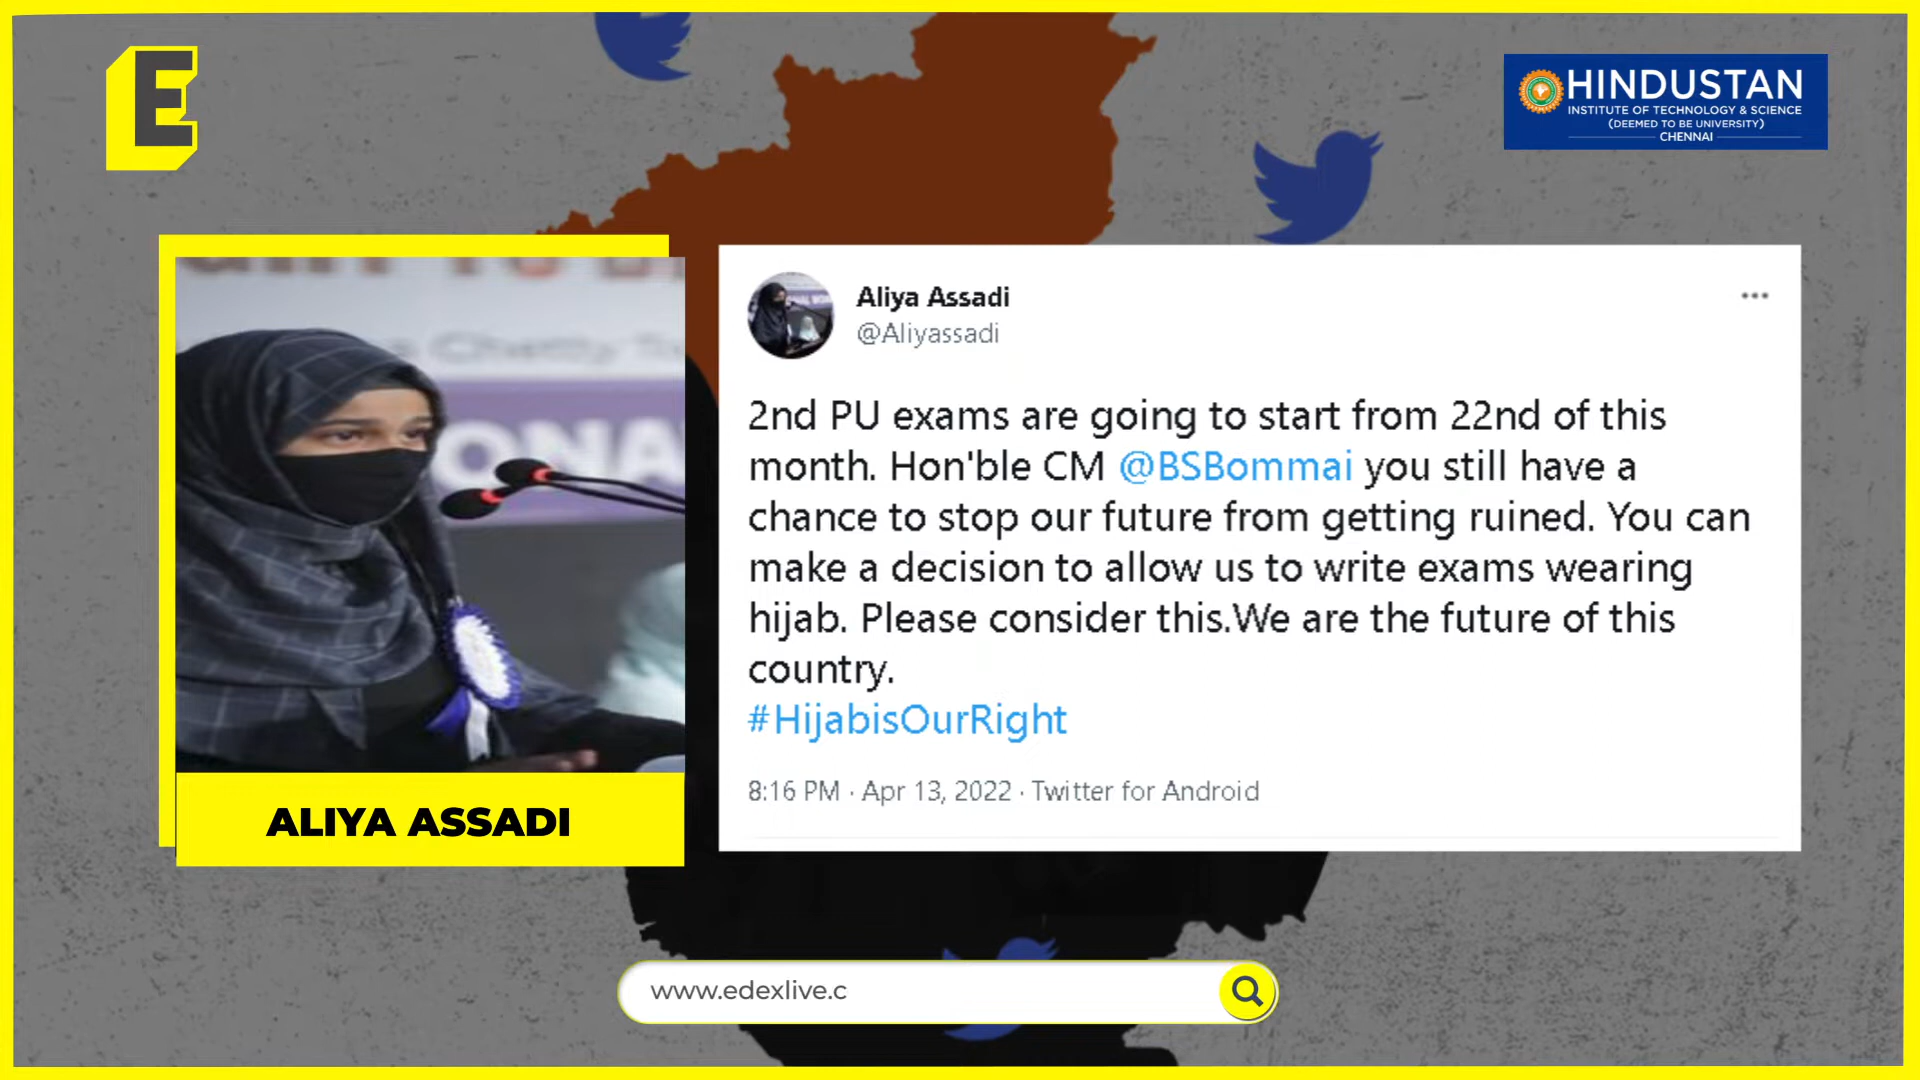 E
HINDUSTAN
INSTITUTE OF TECHNOLOGY & SCIENCE
(DEEMED TO BE UNIVERSITY)
CHENNAI
ONA
ALIYA ASSADI
Aliya Assadi
@Aliyassadi
2nd PU exams are going to start from 22nd of this
month. Hon'ble CM @BSBommai you still have a
chance to stop our future from getting ruined. You can
make a decision to allow us to write exams wearing
hijab. Please consider this.We are the future of this
country.
#HijabisOurRight
8:16 PM · Apr 13, 2022 · Twitter for Android
www.edexlive.c